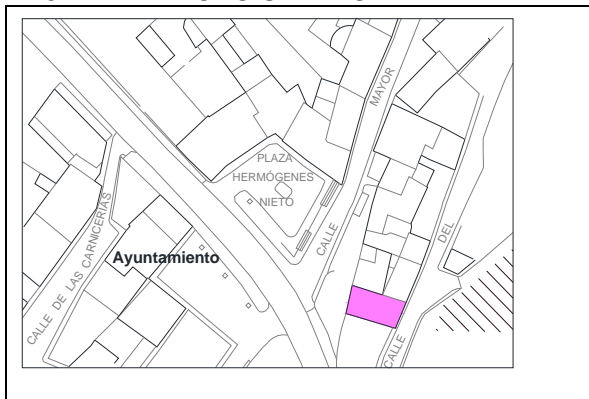 MAYOR
PLAZA
HERMÓGENES
NIETO
CALLE
DEL
CALLE
Ayuntamiento
CALLE DE LAS CARNICERIAS